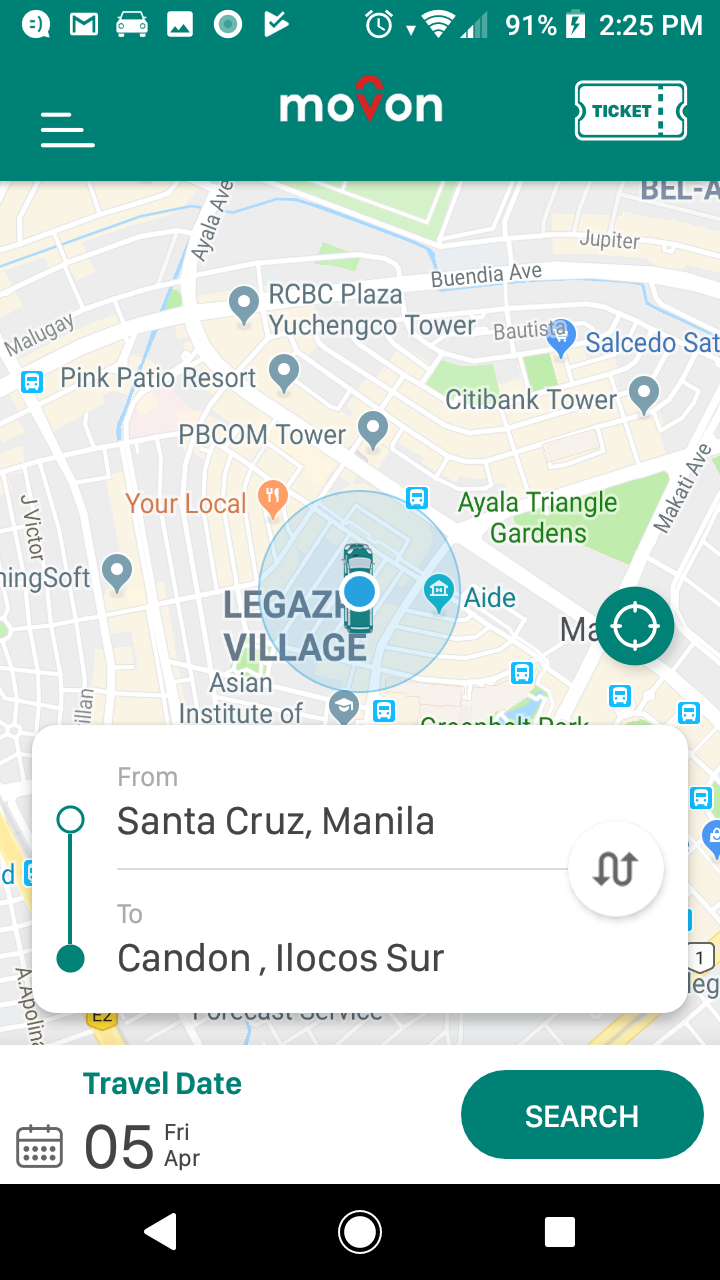 91% 2:25 PM
movon
TICKET
BEL-A
Ayala Ave
Jupiter
Buendia Ave
RCBC Plaza
Yuchengco Tower
Malugay
Bautista
Salcedo Sat
Pink Patio Resort
Citibank Tower
PBCOM Tower
Makati Ave
Your Local
Ayala Triangle
Gardens
J Victor
ningSoft
LEGAZP
VILLAGE
Aide
Ma
Asian
Institute of
illan
Greenbelt Park
From
Santa Cruz, Manila
d
To
Candon , Ilocos Sur
1
leg
A.Apolina
E2
Forecast Service
Travel Date
05
Fri
Apr
SEARCH